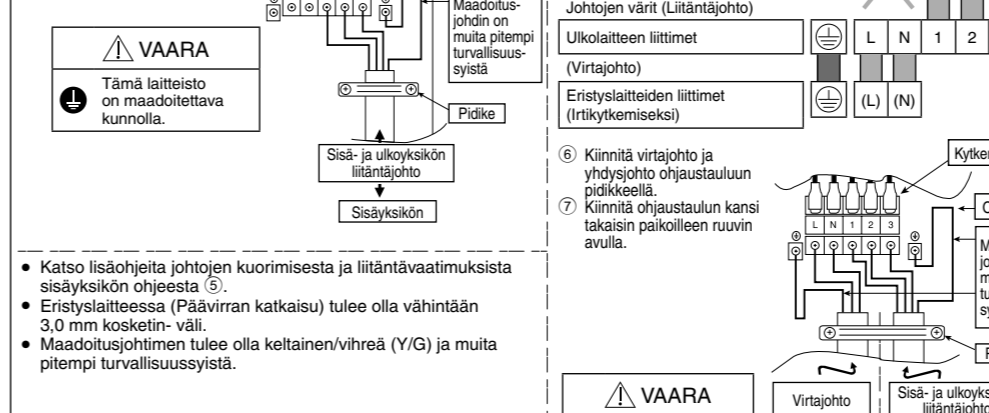 Maadoitus-
johdin on
muita pitempi
turvallisuus-
syistä
VAARA
Tämä laitteisto
on maadoitettava
kunnolla.
Pidike
Sisä- ja ulkoyksikön
liitäntäjohto
Sisäyksikön
● Katso lisäohjeita johtojen kuorimisesta ja liitäntävaatimuksista
sisäyksikön ohjeesta ⑤.
● Eristyslaitteessa (Päävirran katkaisu) tulee olla vähintään
3,0 mm kosketin- väli.
● Maadoitusjohtimen tulee olla keltainen/vihreä (Y/G) ja muita
pitempi turvallisuussyistä.
Johtojen värit (Liitäntäjohto)
Ulkolaitteen liittimet
L N 1 2
(Virtajohto)
Eristyslaitteiden liittimet
(Irtikytkemiseksi)
(L) (N)
⑥ Kiinnitä virtajohto ja
yhdysjohto ohjaustauluun
pidikkeellä.
⑦ Kiinnitä ohjaustaulun kansi
takaisin paikoilleen ruuvin
avulla.
L N 1 2 3
VAARA
Virtajohto
liitäntäjohto